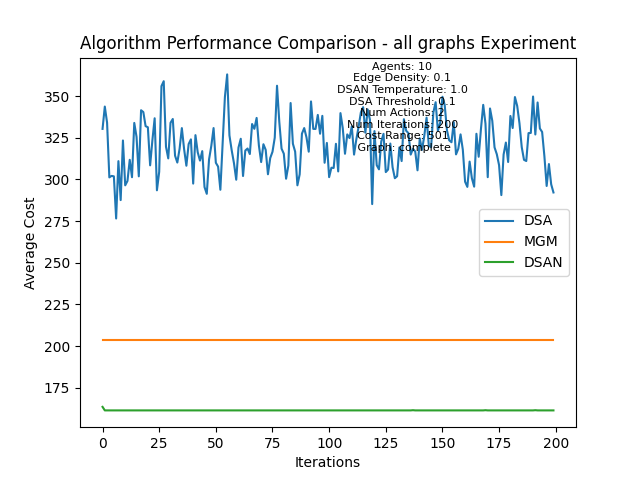 Algorithm Performance Comparison - all graphs Experiment
Agents: 10
Edge Density: 0.1
DSAN Temperature: 1.0
DSA Threshold: 0.1
Num Actions: 2
Num Iterations: 200
Cost Range: 501
Graph: complete
350
325
300
275
250
225
200
175
Average Cost
DSA
MGM
DSAN
0
25
50
75
100
125
150
175
200
Iterations